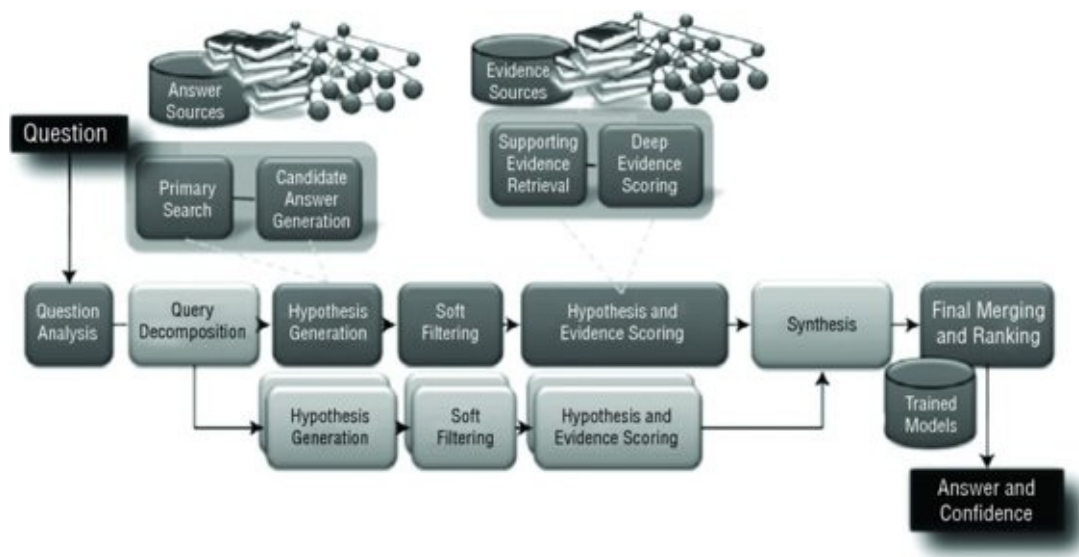 Answer
Sources
Evidence
Sources
Question
Primary
Search
Candidate
Answer
Generation
Supporting
Evidence
Retrieval
Deep
Evidence
Scoring
Question
Analysis
Query
Decomposition
Hypothesis
Generation
Soft
Filtering
Hypothesis and
Evidence Scoring
Synthesis
Final Merging
and Ranking
Trained
Models
Hypothesis
Generation
Soft
Filtering
Hypothesis and
Evidence Scoring
Answer and
Confidence